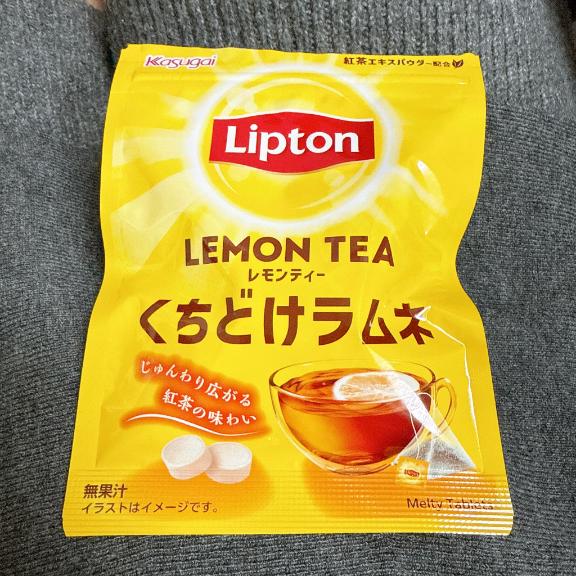 Kasugai
紅茶エキスパウダー配合
Lipton
LEMON TEA
レモンティー
くちどけラムネ
じゅんわり広がる
紅茶の味わい
Lipton
無果汁
イラストはイメージです。
Melty Tablets